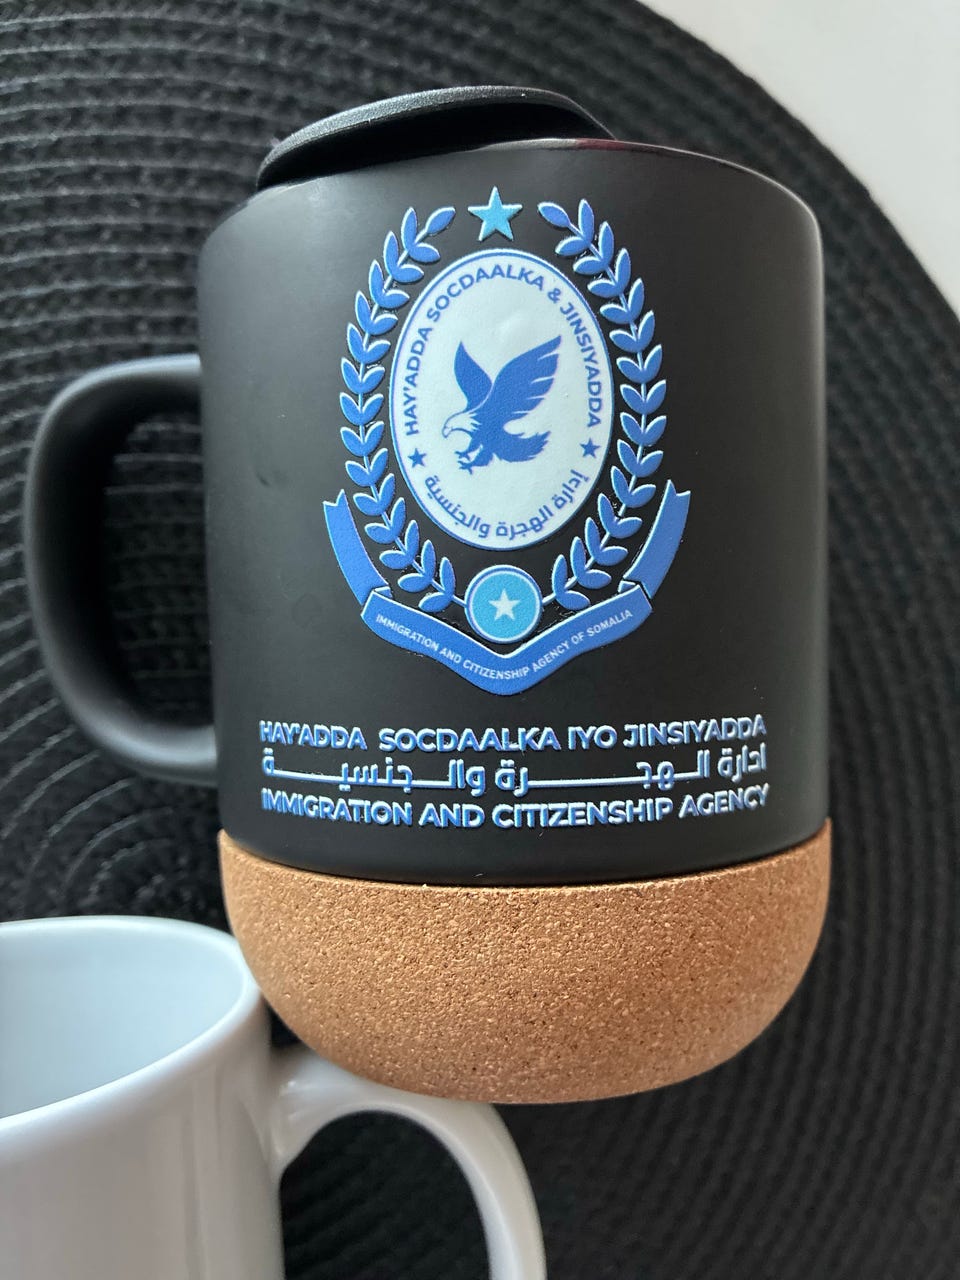 HAY'ADDA SOCDAALKA & JINSIYADDA
إدارة الهجرة والجنسية
IMMIGRATION AND CITIZENSHIP AGENCY OF SOMALIA
HAY'ADDA SOCDAALKA IYO JINSIYADDA
ادارة الهجرة والجنسية
IMMIGRATION AND CITIZENSHIP AGENCY